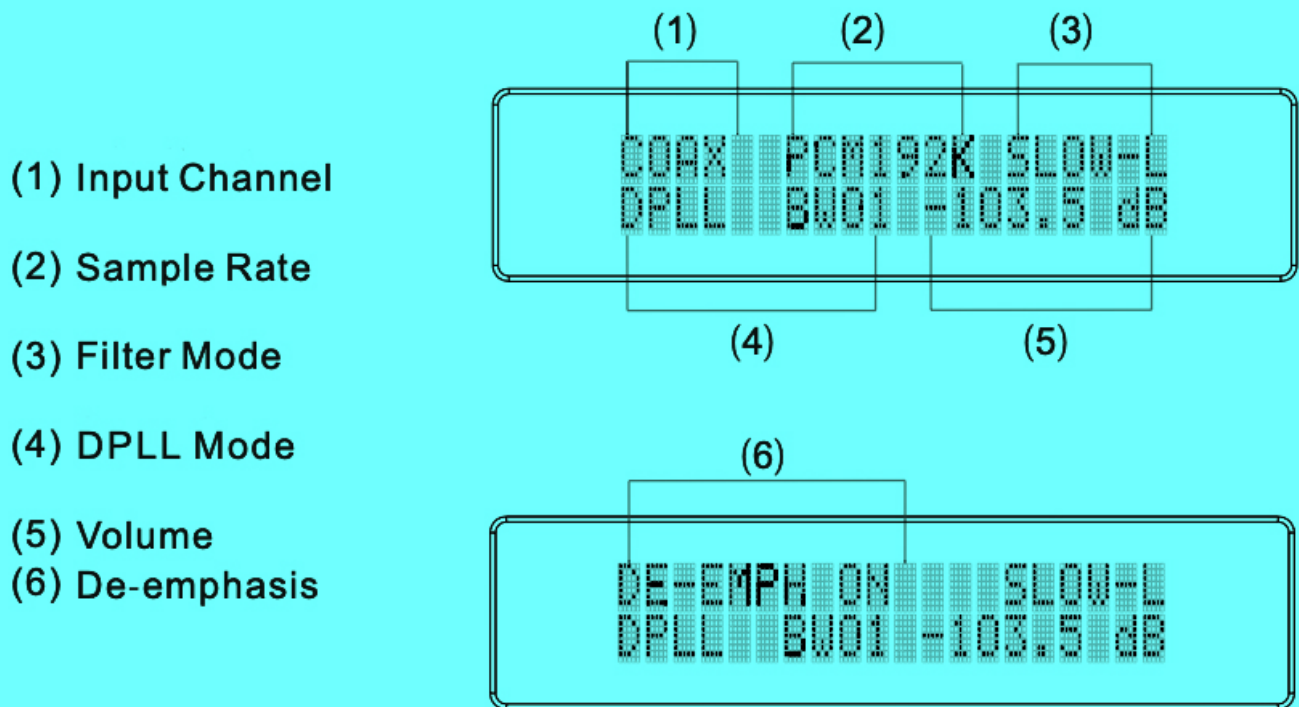 (1) Input Channel
(2) Sample Rate
(3) Filter Mode
(4) DPLL Mode
(5) Volume
(6) De-emphasis
(1) (2) (3)
COAX PCM192K SLOW-L
DPLL BW01 -103.5 dB
(4) (5)
(6)
DE-EMPH ON SLOW-L
DPLL BW01 -103.5 dB